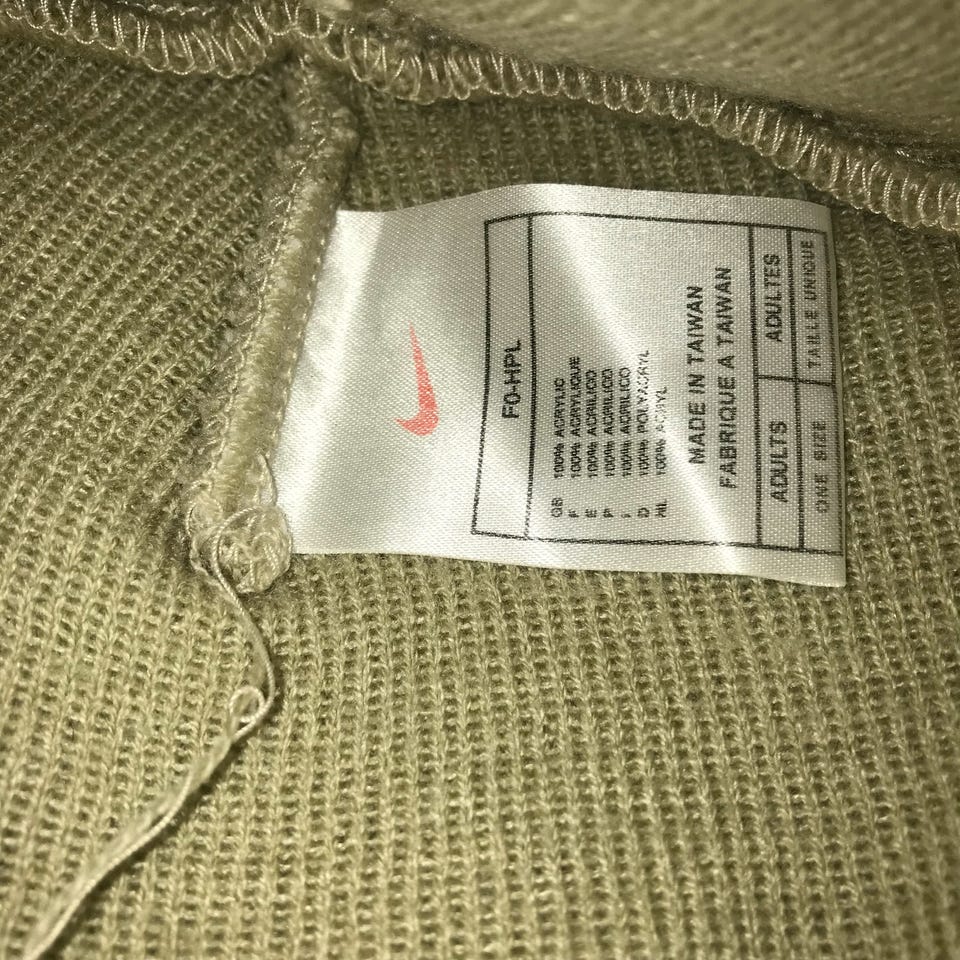 F0-HPL
GB 100% ACRYLIC
F 100% ACRYLIQUE
E 100% ACRILICO
P 100% ACRILICO
I 100% ACRILICO
D 100% POLYACRYL
NL 100% ACRYL
MADE IN TAIWAN
FABRIQUE A TAIWAN
ADULTS ADULTES
ONE SIZE TAILLE UNIQUE